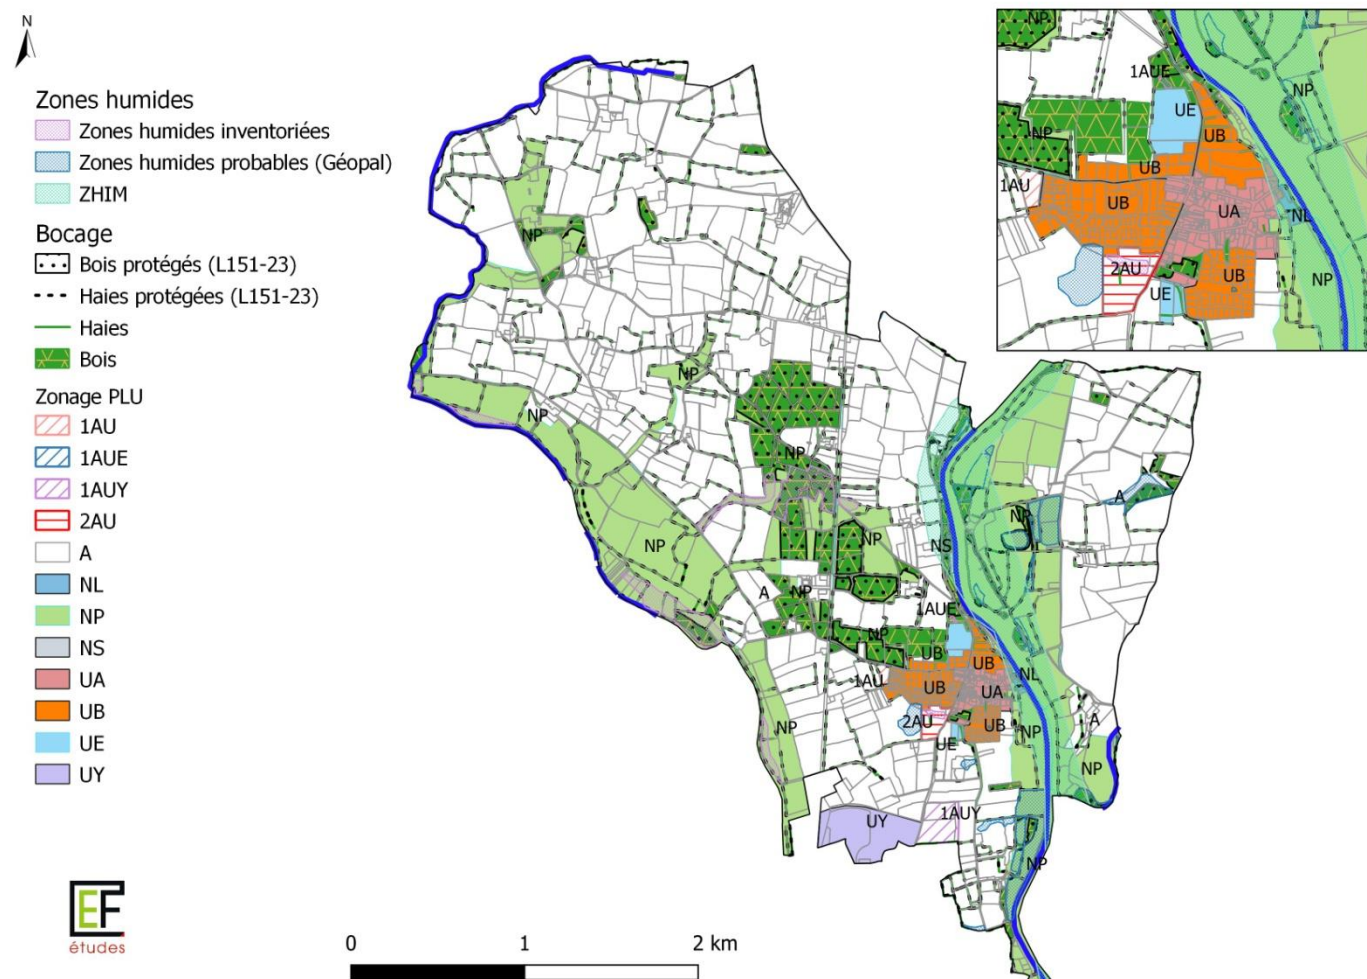 N
Zones humides
Zones humides inventoriées
Zones humides probables (Géopal)
ZHIM
Bocage
Bois protégés (L151-23)
Haies protégées (L151-23)
Haies
Bois
Zonage PLU
1AU
1AUE
1AUY
2AU
A
NL
NP
NS
UA
UB
UE
UY
EF
études
0 1 2 km
NP
1AUE
UE
NP
UB
NP
UB
1AU
UB
UA
NL
2AU
UB
UE
NP
NP
NP
NP
NP
A
NP
NP
NP
NS
NP
A
NP
1AUE
NP
UB
UB
1AU
UB
UA
NL
2AU
UB
NP
A
UE
NP
NP
UY
1AUY
NP